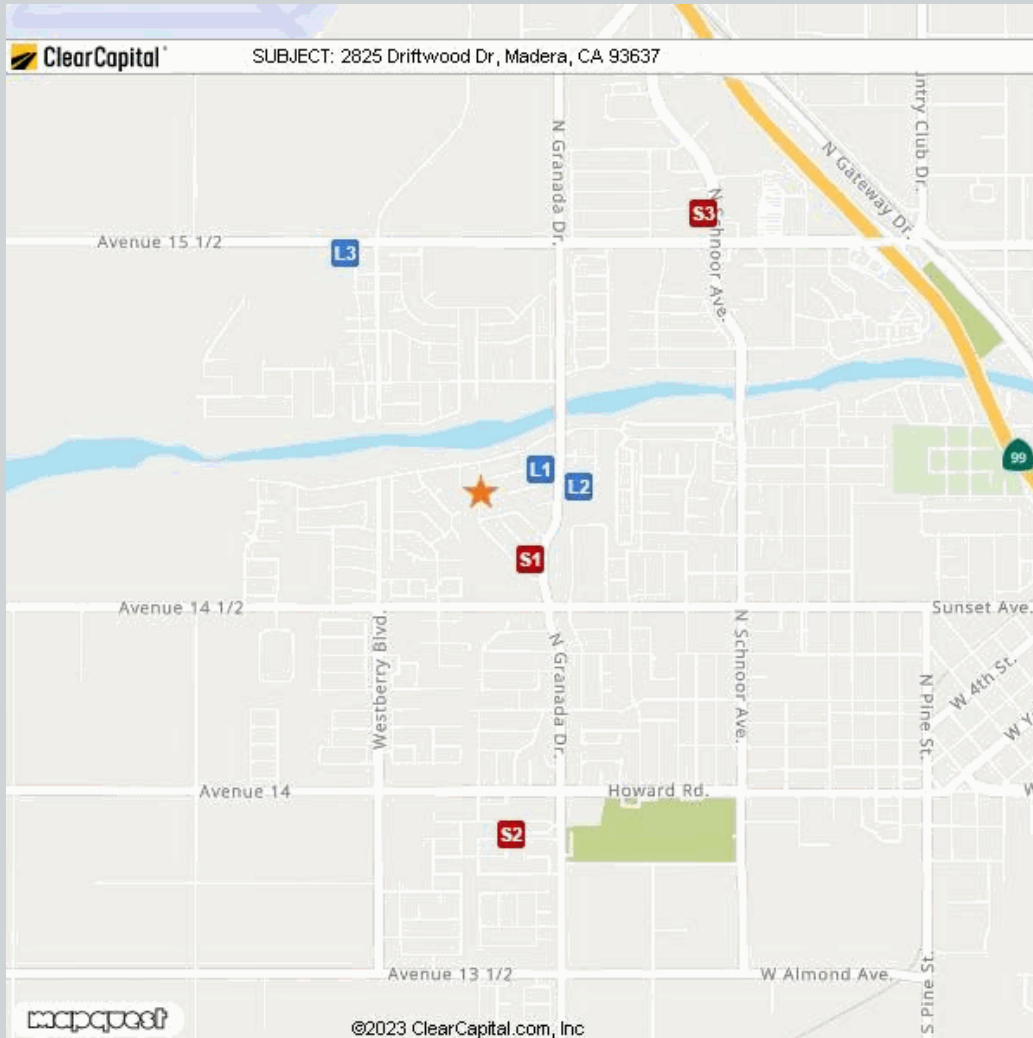 ClearCapital® SUBJECT: 2825 Driftwood Dr, Madera, CA 93637
untry Club Dr.
N Granada Dr.
N Gateway Dr.
N Schnoor Ave.
S3
Avenue 15 1/2
L3
99
L1
L2
S1
Avenue 14 1/2
Sunset Ave.
Westberry Blvd.
N Granada Dr.
N Schnoor Ave.
N Pine St.
W 4th St.
W Y
Avenue 14
Howard Rd.
W
S2
Avenue 13 1/2
W Almond Ave.
S Pine St.
mapquest
©2023 ClearCapital.com, Inc